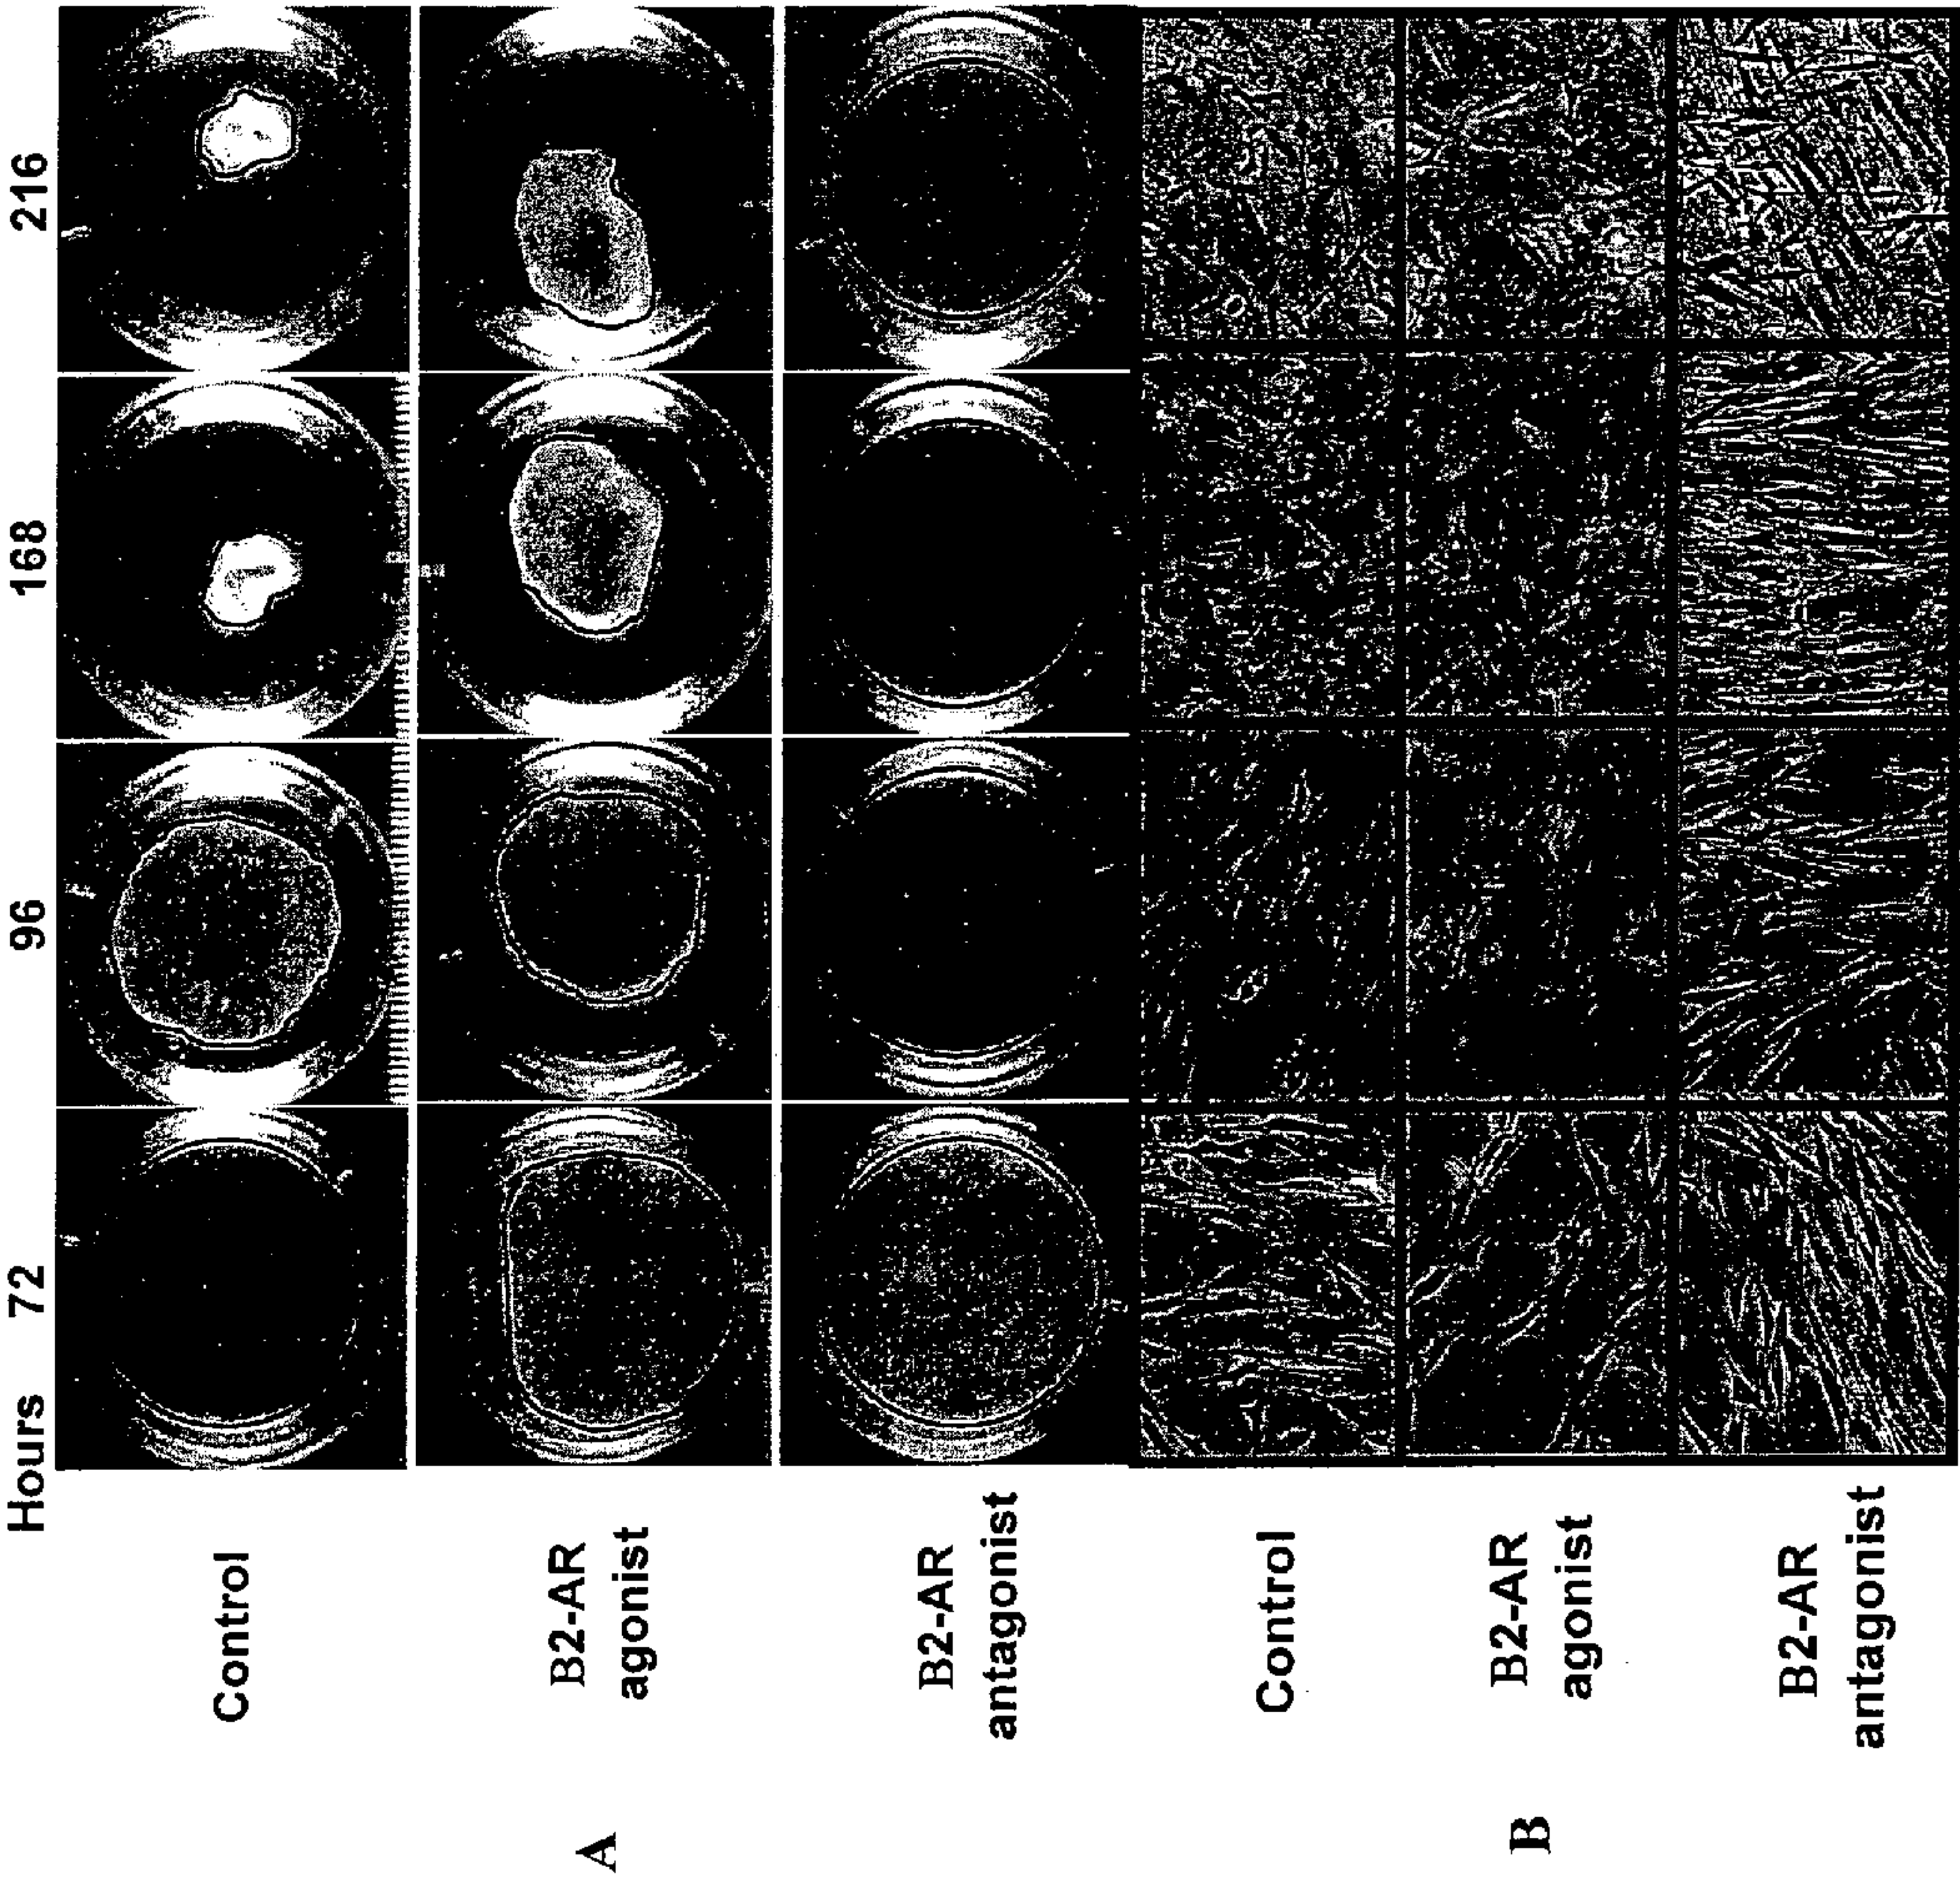 Hours 72 96 168 216
A
Control
B2-AR
agonist
B2-AR
antagonist
B
Control
B2-AR
agonist
B2-AR
antagonist